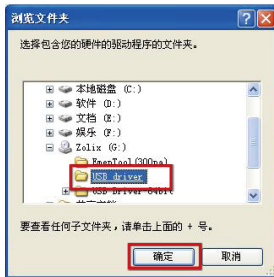 浏览文件夹
选择包含您的硬件的驱动程序的文件夹。
本地磁盘 (C:)
软件 (D:)
文档 (E:)
娱乐 (F:)
Zolix (G:)
USB driver
USB Driver 64bit
要查看任何子文件夹，请单击上面的 + 号。
确定
取消